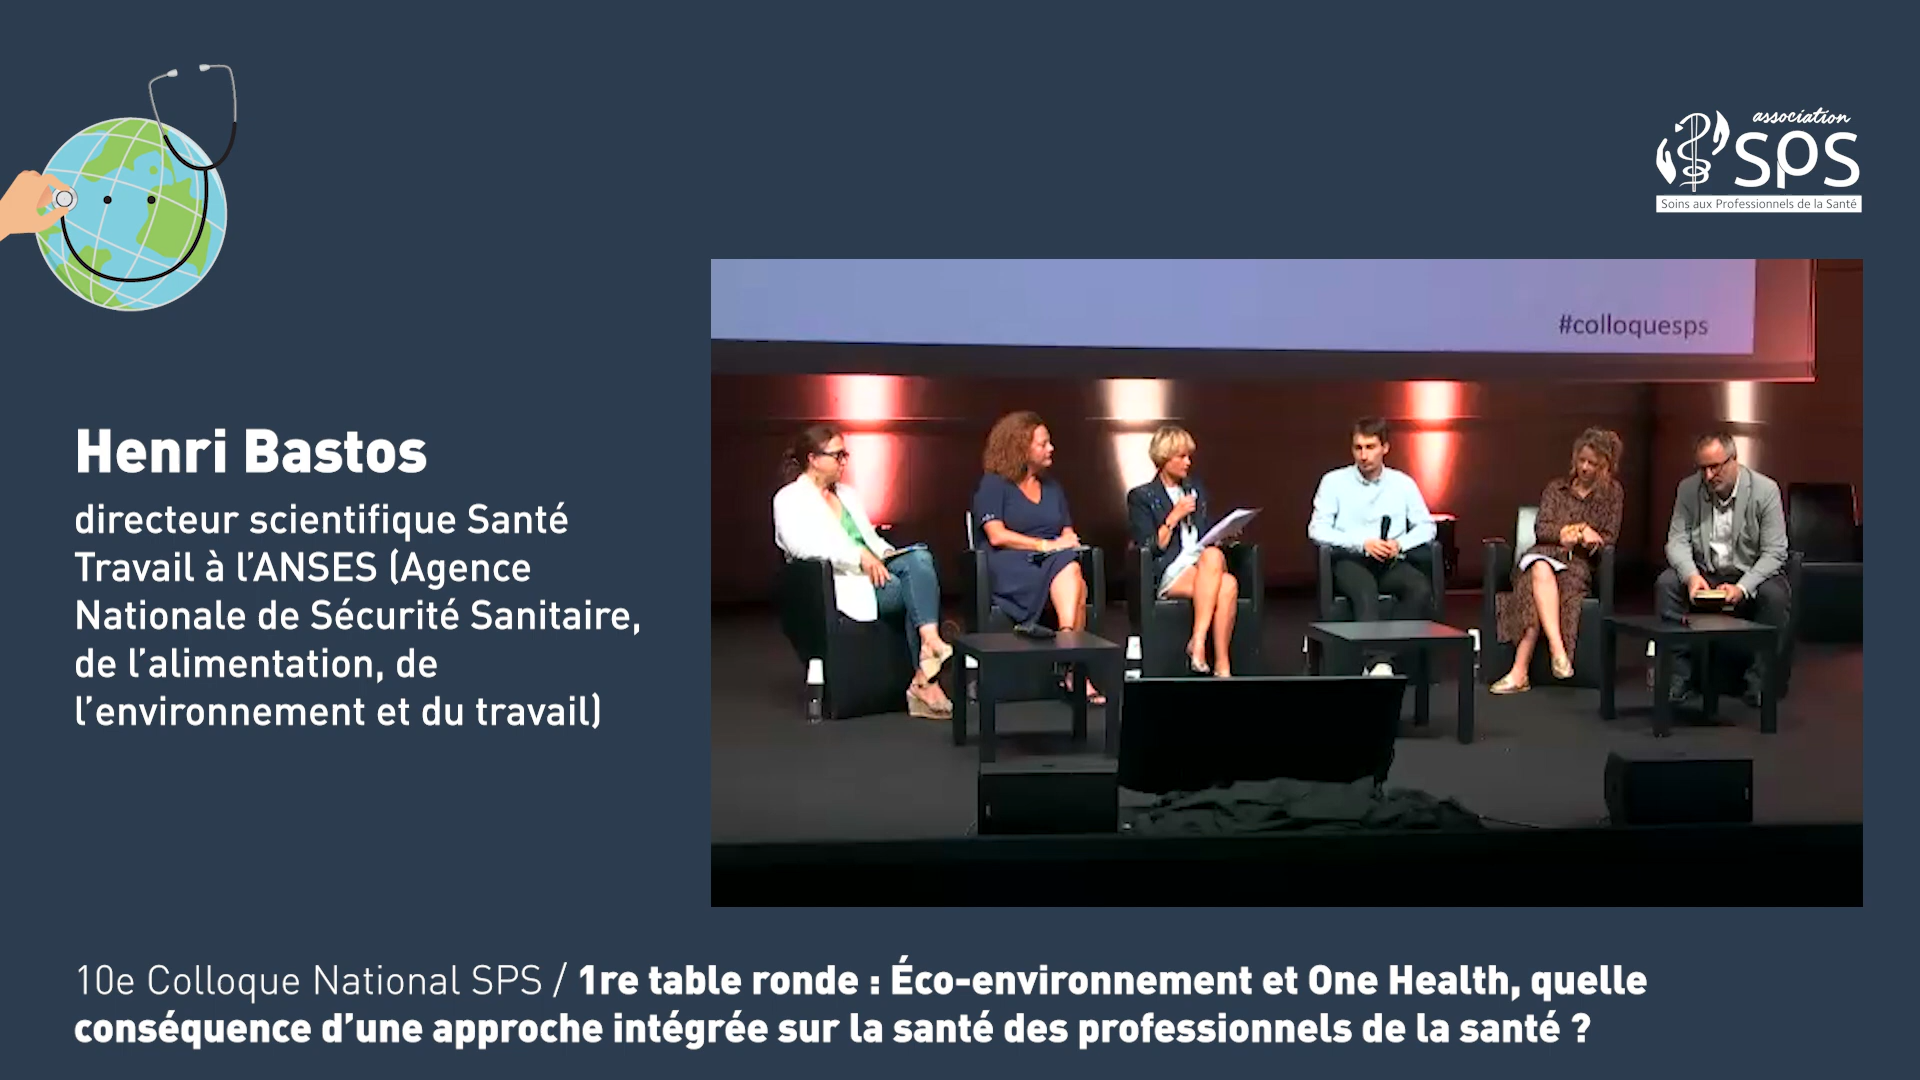 association
sps
Soins aux Professionnels de la Santé
#colloquesps
Henri Bastos
directeur scientifique Santé
Travail à l'ANSES (Agence
Nationale de Sécurité Sanitaire,
de l'alimentation, de
l'environnement et du travail)
10e Colloque National SPS / 1re table ronde : Éco-environnement et One Health, quelle
conséquence d'une approche intégrée sur la santé des professionnels de la santé ?